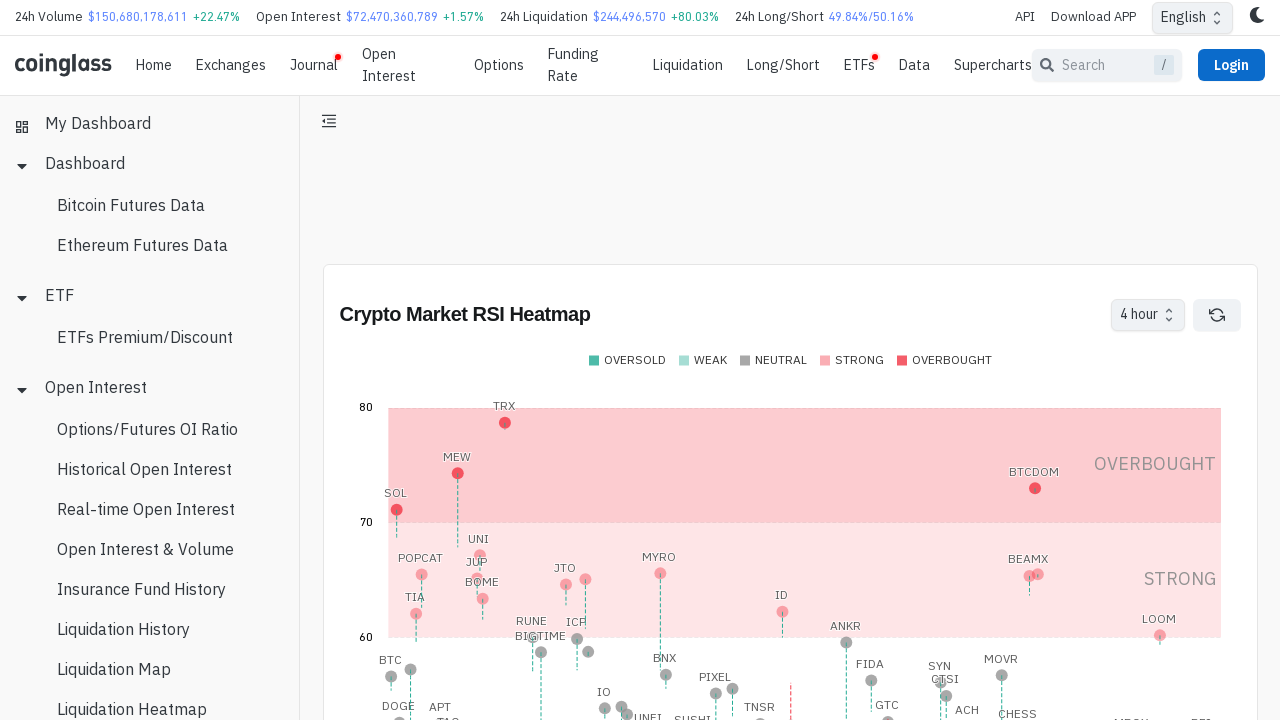 24h Volume $150,680,178,611 +22.47% Open Interest $72,470,360,789 +1.57% 24h Liquidation $244,496,570 +80.03% 24h Long/Short 49.84%/50.16% API Download APP English
coinglass Home Exchanges Journal Open Interest Options Funding Rate Liquidation Long/Short ETFs Data Supercharts Search / Login
My Dashboard
Dashboard
Bitcoin Futures Data
Ethereum Futures Data
ETF
ETFs Premium/Discount
Open Interest
Options/Futures OI Ratio
Historical Open Interest
Real-time Open Interest
Open Interest & Volume
Insurance Fund History
Liquidation History
Liquidation Map
Liquidation Heatmap
Crypto Market RSI Heatmap
4 hour
OVERSOLD WEAK NEUTRAL STRONG OVERBOUGHT
80
TRX
MEW
OVERBOUGHT
BTCDOM
SOL
70
UNI
POPCAT
JUP
JTO
MYRO
BEAMX
STRONG
BOME
TIA
ID
RUNE
ICP
ANKR
LOOM
60
BIGTIME
BTC
BNX
FIDA
SYN
MOVR
PIXEL
CTSI
IO
DOGE
APT
TNSR
GTC
ACH
CHESS
UNFI
SUSHI